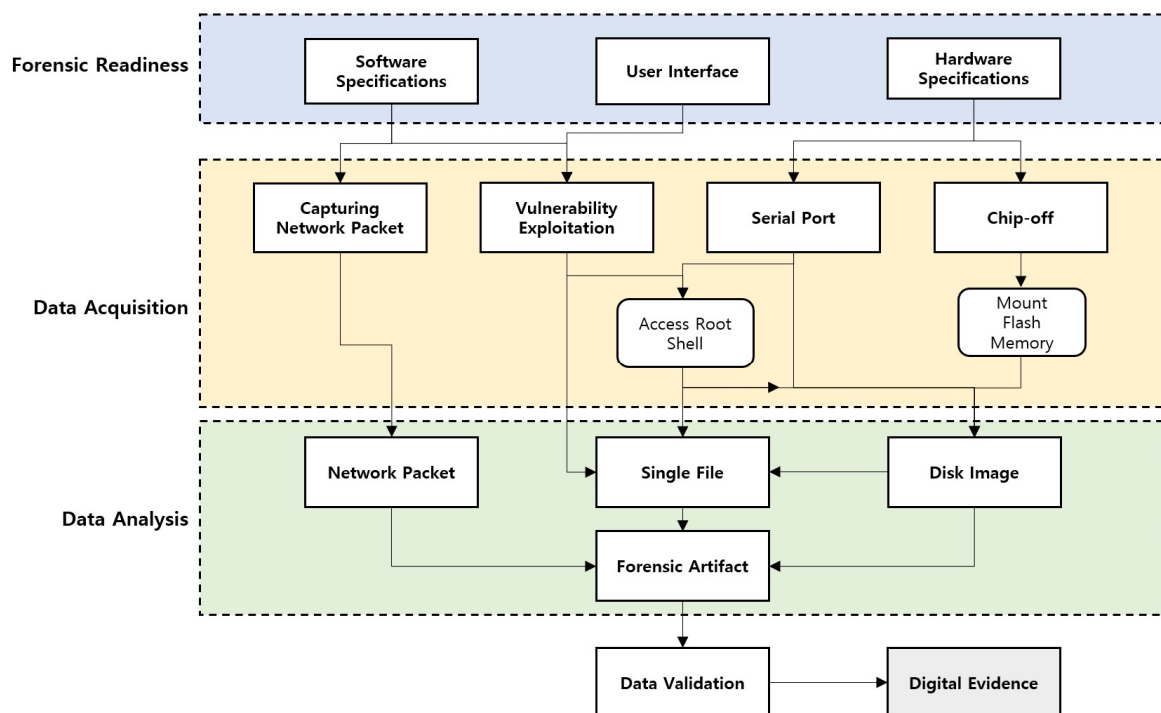 Forensic Readiness
Software
Specifications
User Interface
Hardware
Specifications
Data Acquisition
Capturing
Network Packet
Vulnerability
Exploitation
Serial Port
Chip-off
Access Root
Shell
Mount
Flash
Memory
Data Analysis
Network Packet
Single File
Disk Image
Forensic Artifact
Data Validation
Digital Evidence